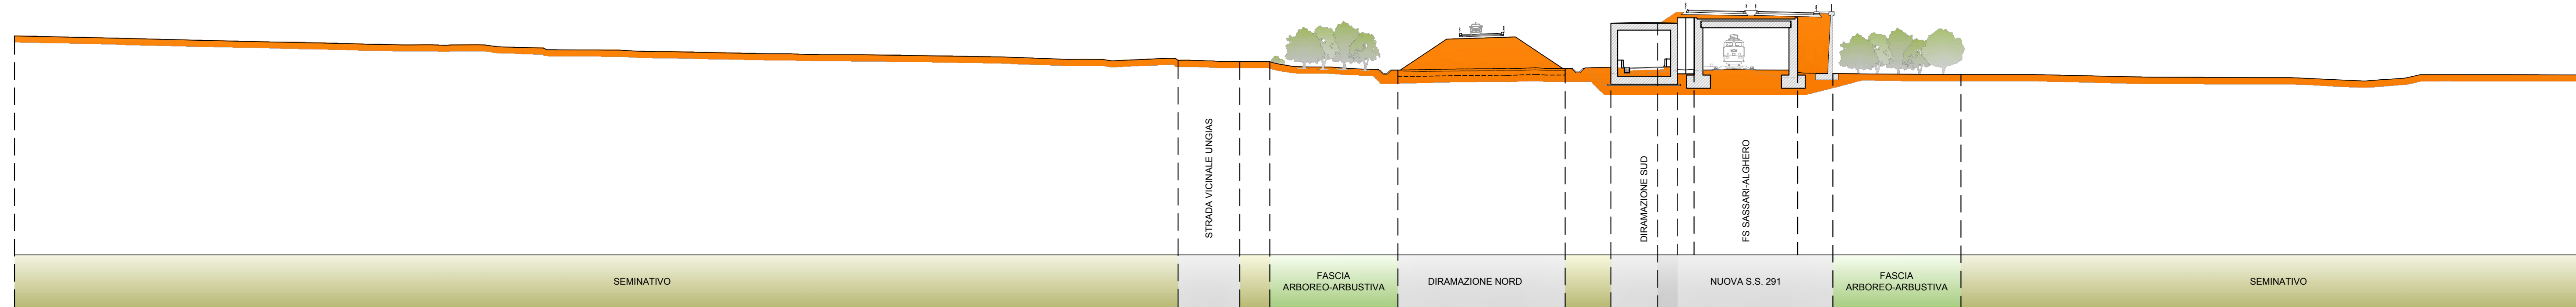 STRADA VICINALE UNGIAS
DIRAMAZIONE SUD
FS SASSARI-ALGHERO
SEMINATIVO
FASCIA
ARBOREO-ARBUSTIVA
DIRAMAZIONE NORD
NUOVA S.S. 291
FASCIA
ARBOREO-ARBUSTIVA
SEMINATIVO